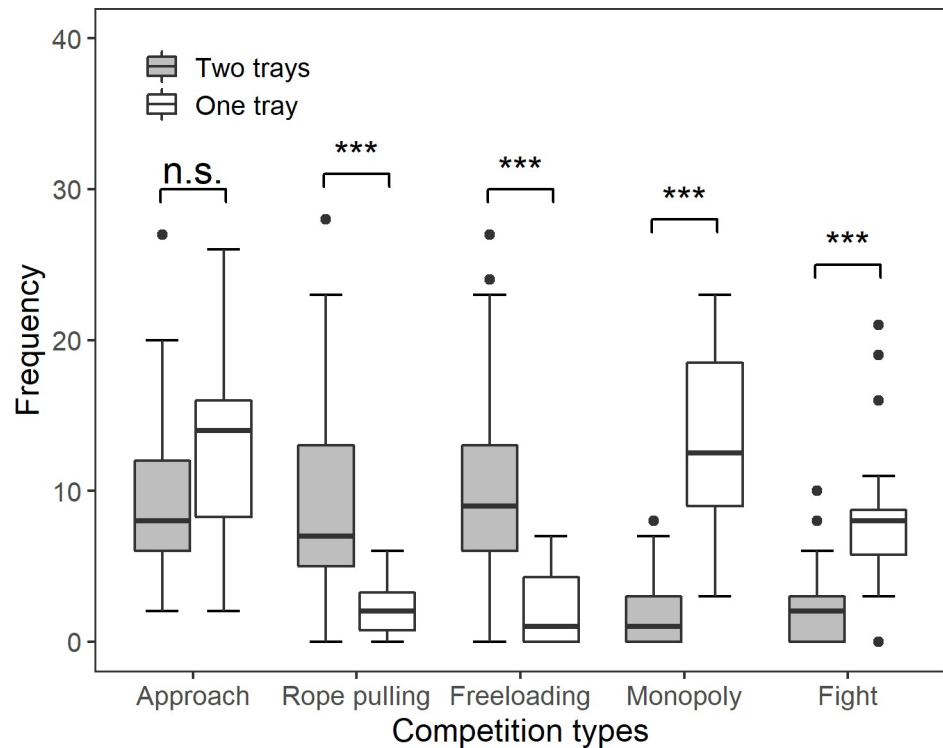 40
30
20
10
0
Frequency
Two trays
One tray
n.s.
***
***
***
***
Approach
Rope pulling
Freeloading
Monopoly
Fight
Competition types